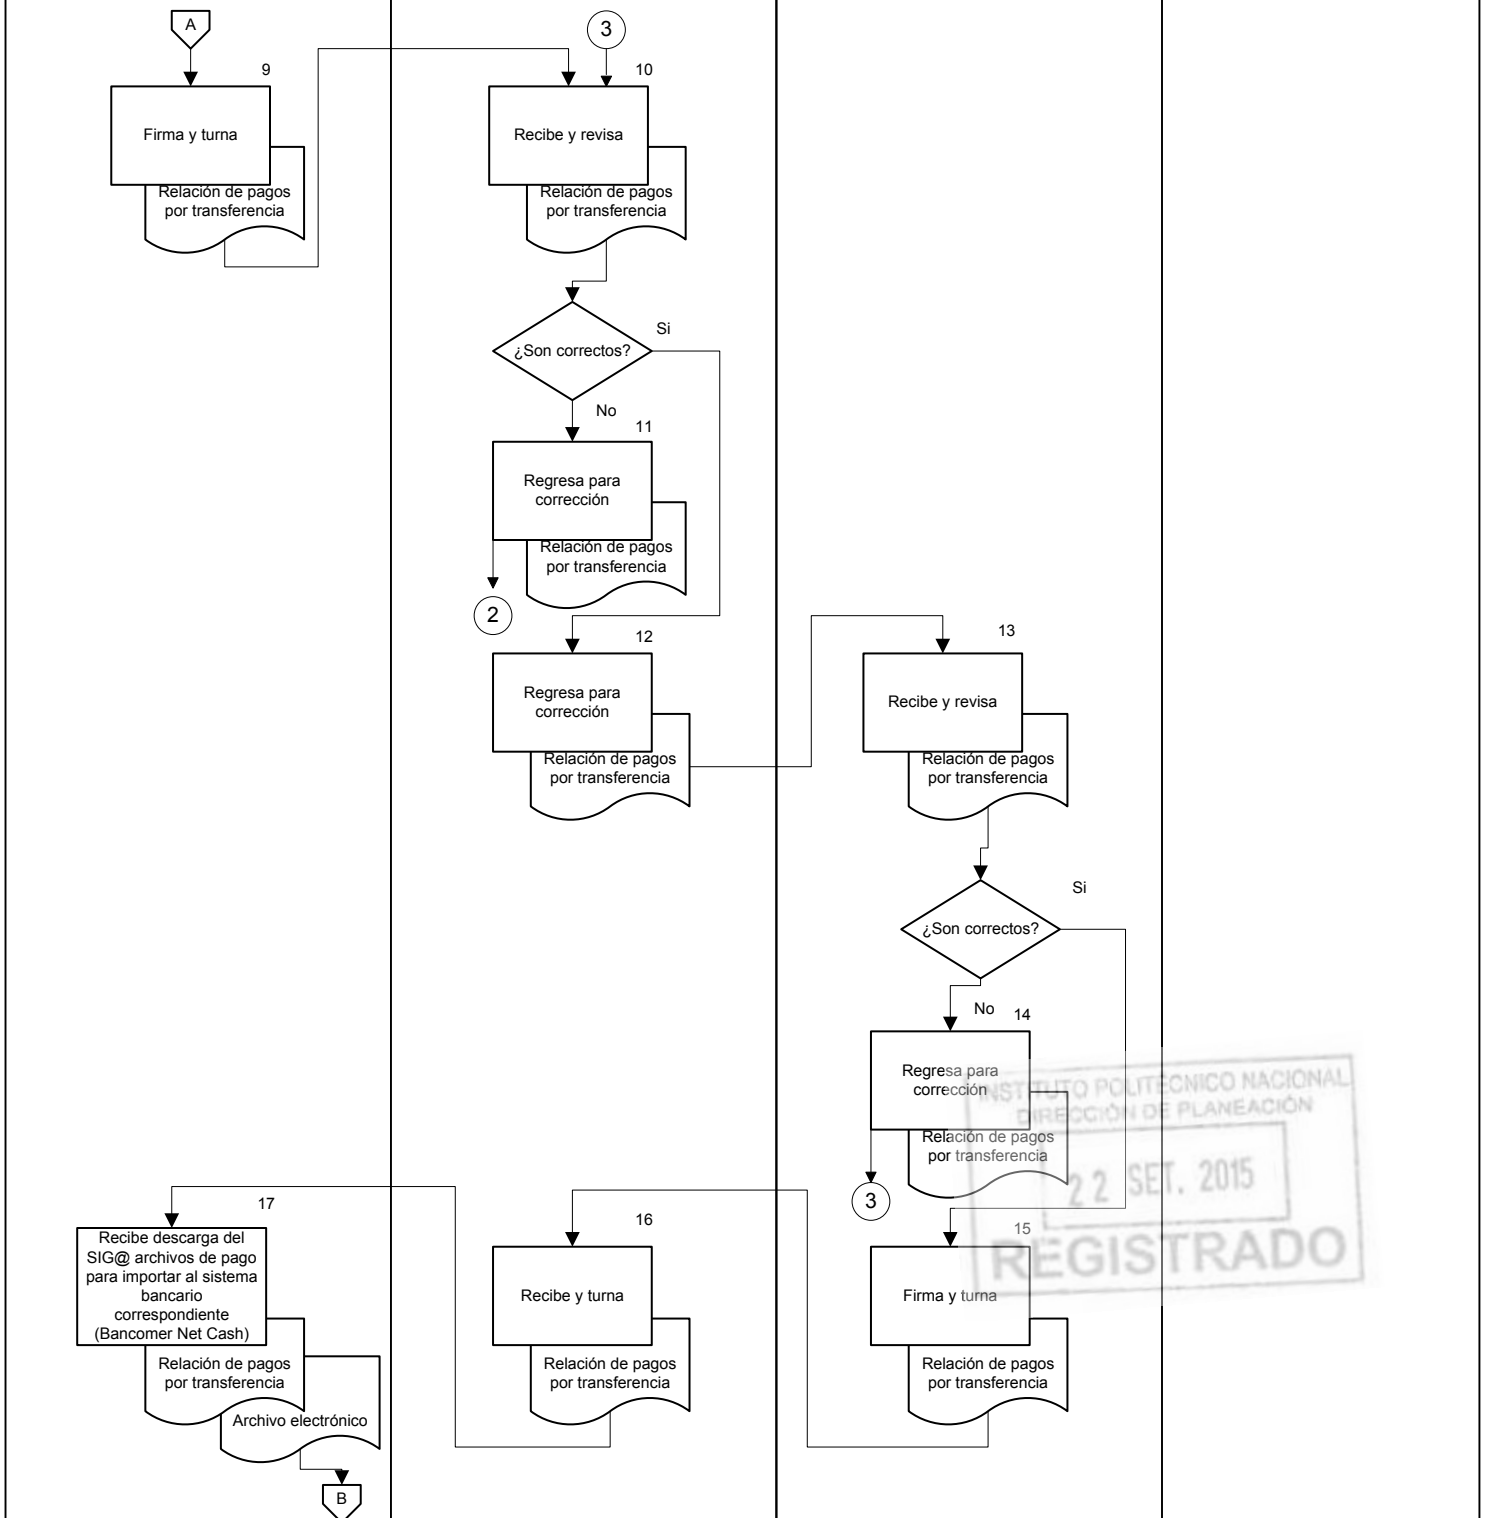 A
9
Firma y turna
Relación de pagos
por transferencia
3
10
Recibe y revisa
Relación de pagos
por transferencia
¿Son correctos?
Si
No
11
Regresa para
corrección
Relación de pagos
por transferencia
2
12
Regresa para
corrección
Relación de pagos
por transferencia
13
Recibe y revisa
Relación de pagos
por transferencia
¿Son correctos?
Si
No
14
Regresa para
corrección
Relación de pagos
por transferencia
3
INSTITUTO POLITÉCNICO NACIONAL
DIRECCIÓN DE PLANEACIÓN
22 SET. 2015
REGISTRADO
15
Firma y turna
Relación de pagos
por transferencia
16
Recibe y turna
Relación de pagos
por transferencia
17
Recibe descarga del
SIG@ archivos de pago
para importar al sistema
bancario
correspondiente
(Bancomer Net Cash)
Relación de pagos
por transferencia
Archivo electrónico
B